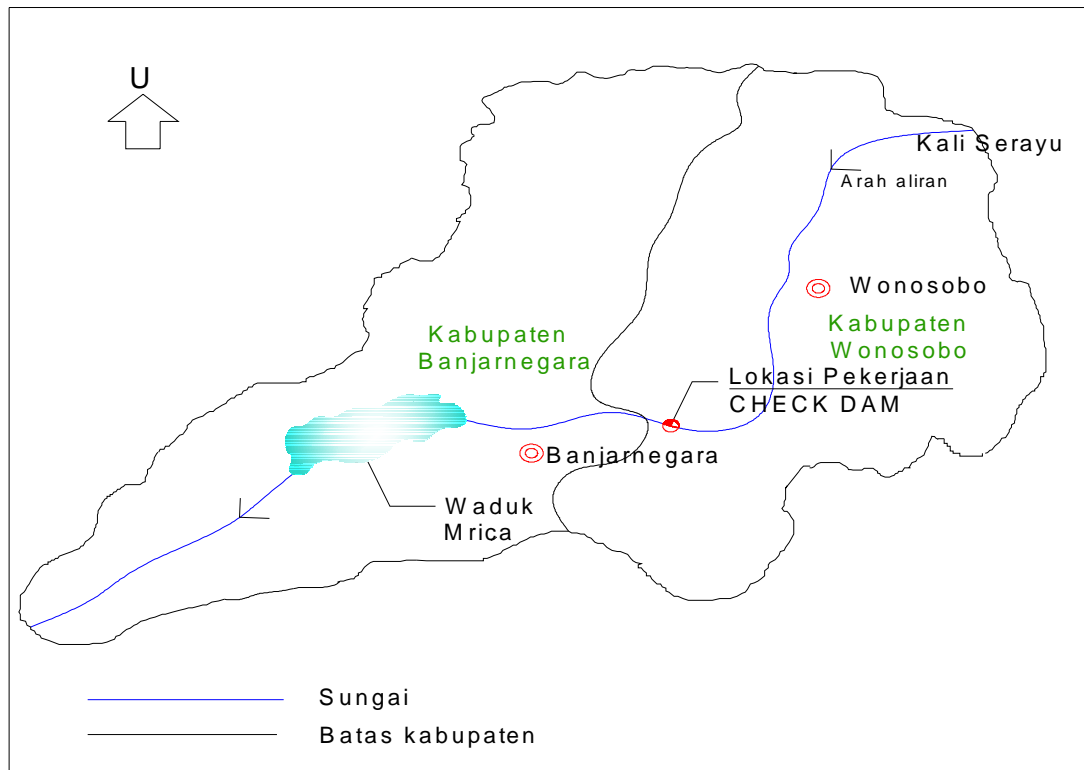 U
Kali Serayu
Arah aliran
Wonosobo
Kabupaten
Wonosobo
Kabupaten
Banjarnegara
Lokasi Pekerjaan
CHECK DAM
Banjarnegara
Waduk
Mrica
Sungai
Batas kabupaten